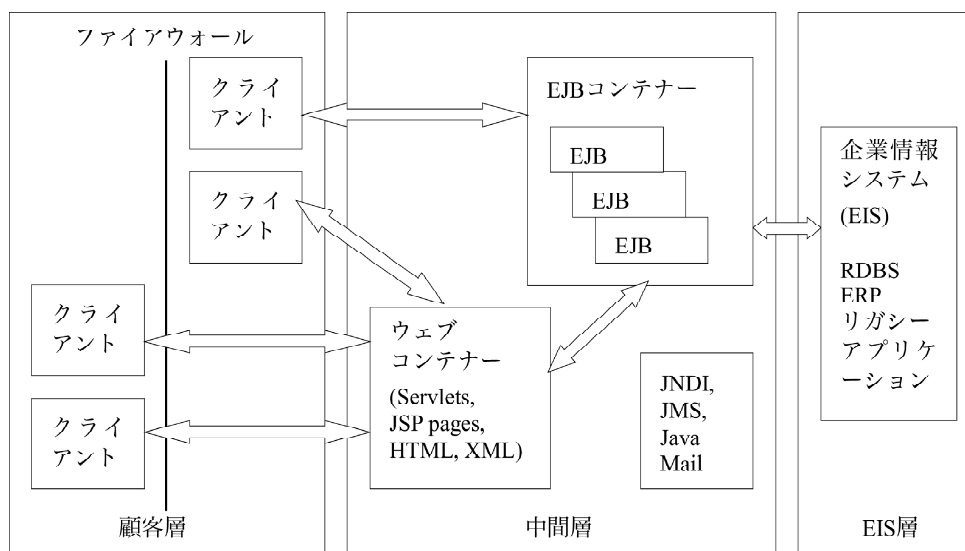 ファイアウォール
クライ
アント
クライ
アント
クライ
アント
クライ
アント
顧客層
EJBコンテナー
EJB
EJB
EJB
ウェブ
コンテナー
(Servlets,
JSP pages,
HTML, XML)
JNDI,
JMS,
Java
Mail
中間層
企業情報
システム
(EIS)
RDBS
ERP
リガシー
アプリケ
ーション
EIS層